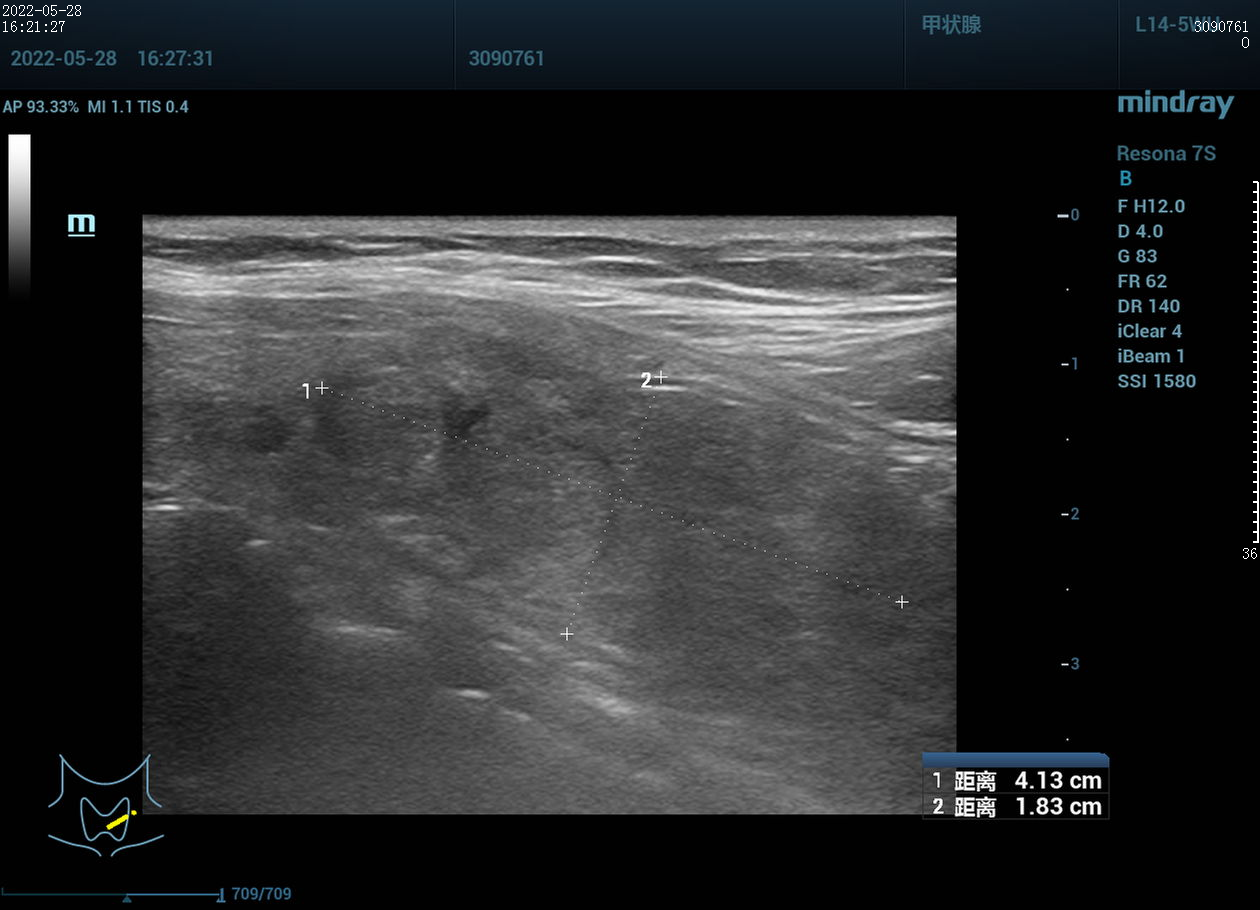 2022-05-28
16:21:27
2022-05-28 16:27:31
3090761
甲状腺
3090761
0
AP 93.33% MI 1.1 TIS 0.4
mindray
Resona 7S
B
F H12.0
D 4.0
G 83
FR 62
DR 140
iClear 4
iBeam 1
SSI 1580
m
0
1
2
3
36
1
2
1 距离 4.13 cm
2 距离 1.83 cm
709/709